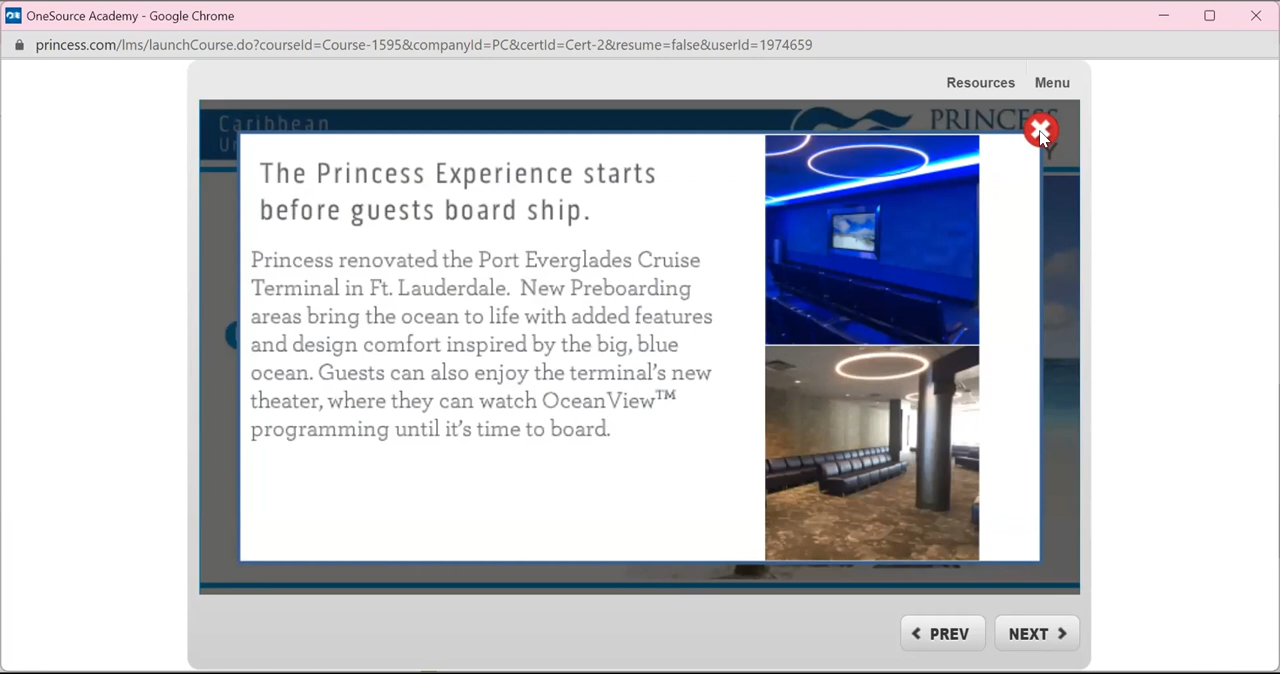 OneSource Academy - Google Chrome
princess.com/lms/launchCourse.do?courseId=Course-1595&companyId=PC&certId=Cert-2&resume=false&userId=1974659
Resources Menu
Caribbean
PRINCESS
The Princess Experience starts
before guests board ship.
Princess renovated the Port Everglades Cruise
Terminal in Ft. Lauderdale. New Preboarding
areas bring the ocean to life with added features
and design comfort inspired by the big, blue
ocean. Guests can also enjoy the terminal's new
theater, where they can watch OceanView™
programming until it's time to board.
PREV NEXT